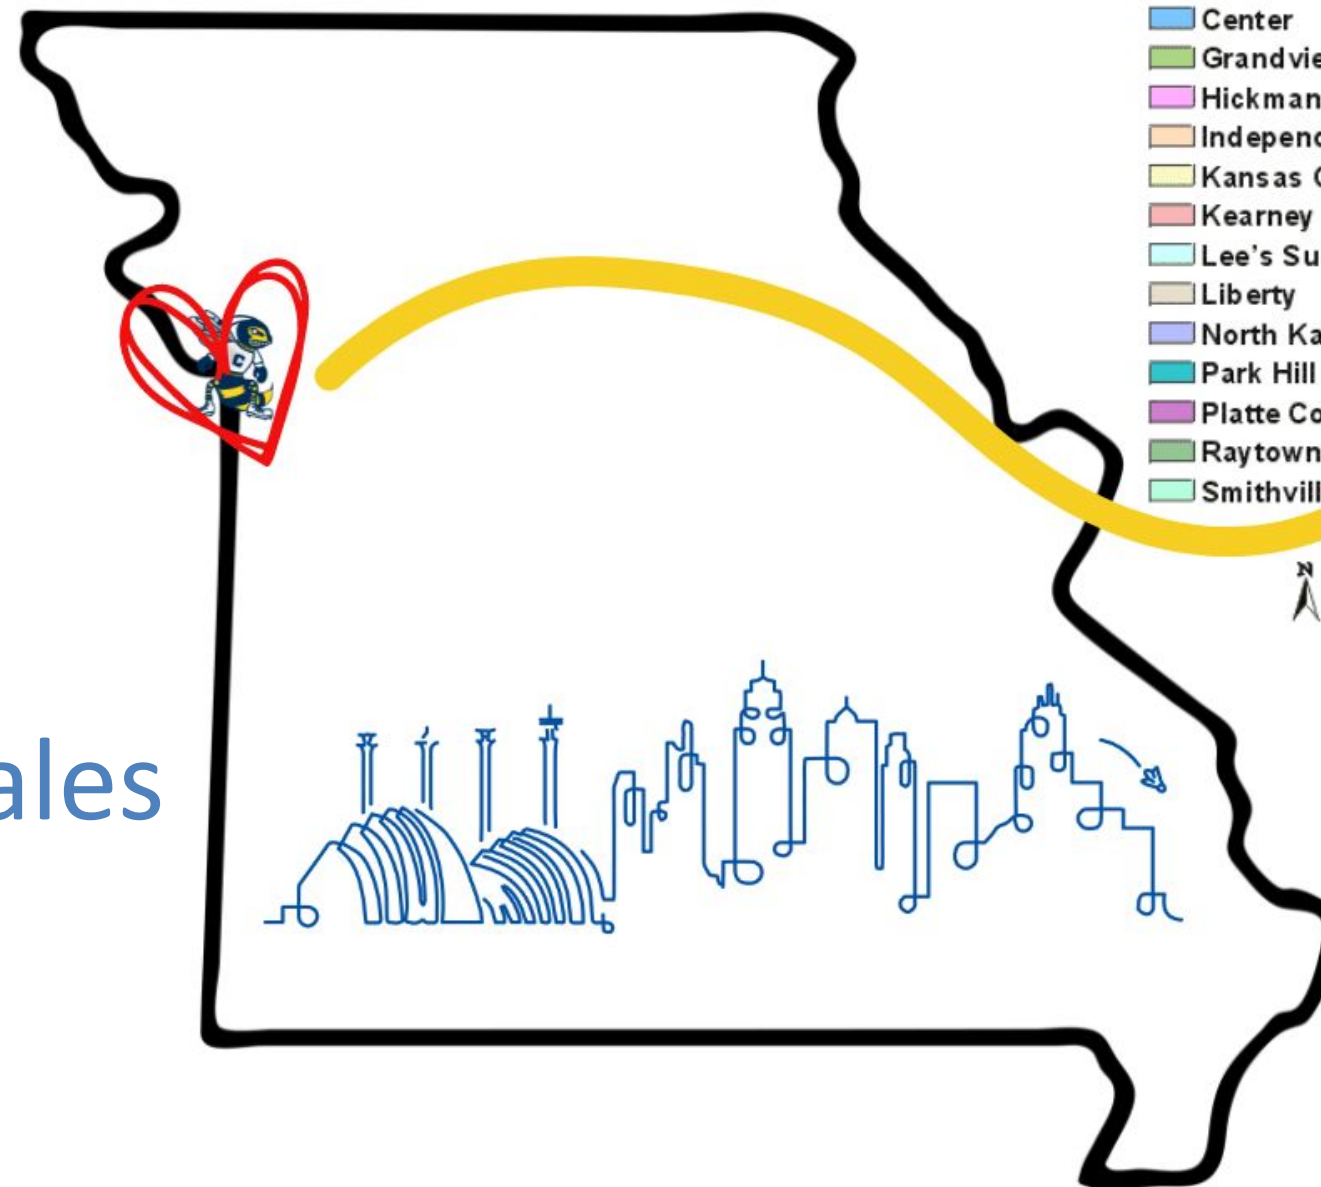 Center
Grandvie
Hickman
Independ
Kansas C
Kearney
Lee's Su
Liberty
North Ka
Park Hill
Platte Co
Raytown
Smithvill
N
C
ales